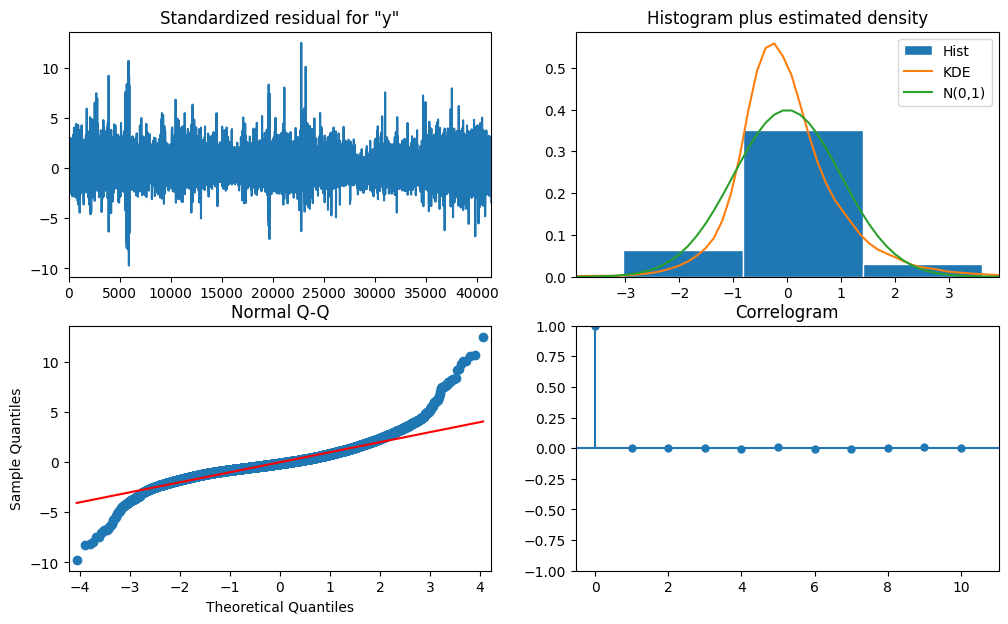 Standardized residual for "y"
10
5
0
−5
−10
0 5000 10000 15000 20000 25000 30000 35000 40000
Histogram plus estimated density
Hist
KDE
N(0,1)
0.5
0.4
0.3
0.2
0.1
0.0
−3 −2 −1 0 1 2 3
Normal Q-Q
Sample Quantiles
10
5
0
−5
−10
−4 −3 −2 −1 0 1 2 3 4
Theoretical Quantiles
Correlogram
1.00
0.75
0.50
0.25
0.00
−0.25
−0.50
−0.75
−1.00
0 2 4 6 8 10